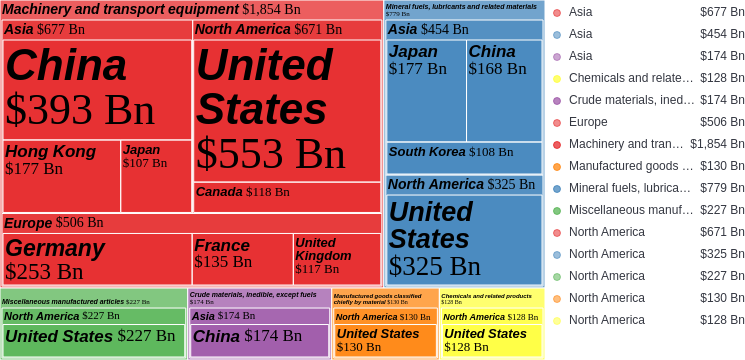 Machinery and transport equipment $1,854 Bn
Asia $677 Bn
China
$393 Bn
Hong Kong
$177 Bn
Japan
$107 Bn
North America $671 Bn
United
States
$553 Bn
Canada $118 Bn
Europe $506 Bn
Germany
$253 Bn
France
$135 Bn
United
Kingdom
$117 Bn
Mineral fuels, lubricants and related materials
$779 Bn
Asia $454 Bn
Japan
$177 Bn
China
$168 Bn
South Korea $108 Bn
North America $325 Bn
United
States
$325 Bn
Miscellaneous manufactured articles $227 Bn
North America $227 Bn
United States $227 Bn
Crude materials, inedible, except fuels
$174 Bn
Asia $174 Bn
China $174 Bn
Manufactured goods classified
chiefly by material $130 Bn
North America $130 Bn
United States
$130 Bn
Chemicals and related products
$128 Bn
North America $128 Bn
United States
$128 Bn
Asia $677 Bn
Asia $454 Bn
Asia $174 Bn
Chemicals and relate... $128 Bn
Crude materials, ined... $174 Bn
Europe $506 Bn
Machinery and tran... $1,854 Bn
Manufactured goods ... $130 Bn
Mineral fuels, lubrica... $779 Bn
Miscellaneous manuf... $227 Bn
North America $671 Bn
North America $325 Bn
North America $227 Bn
North America $130 Bn
North America $128 Bn